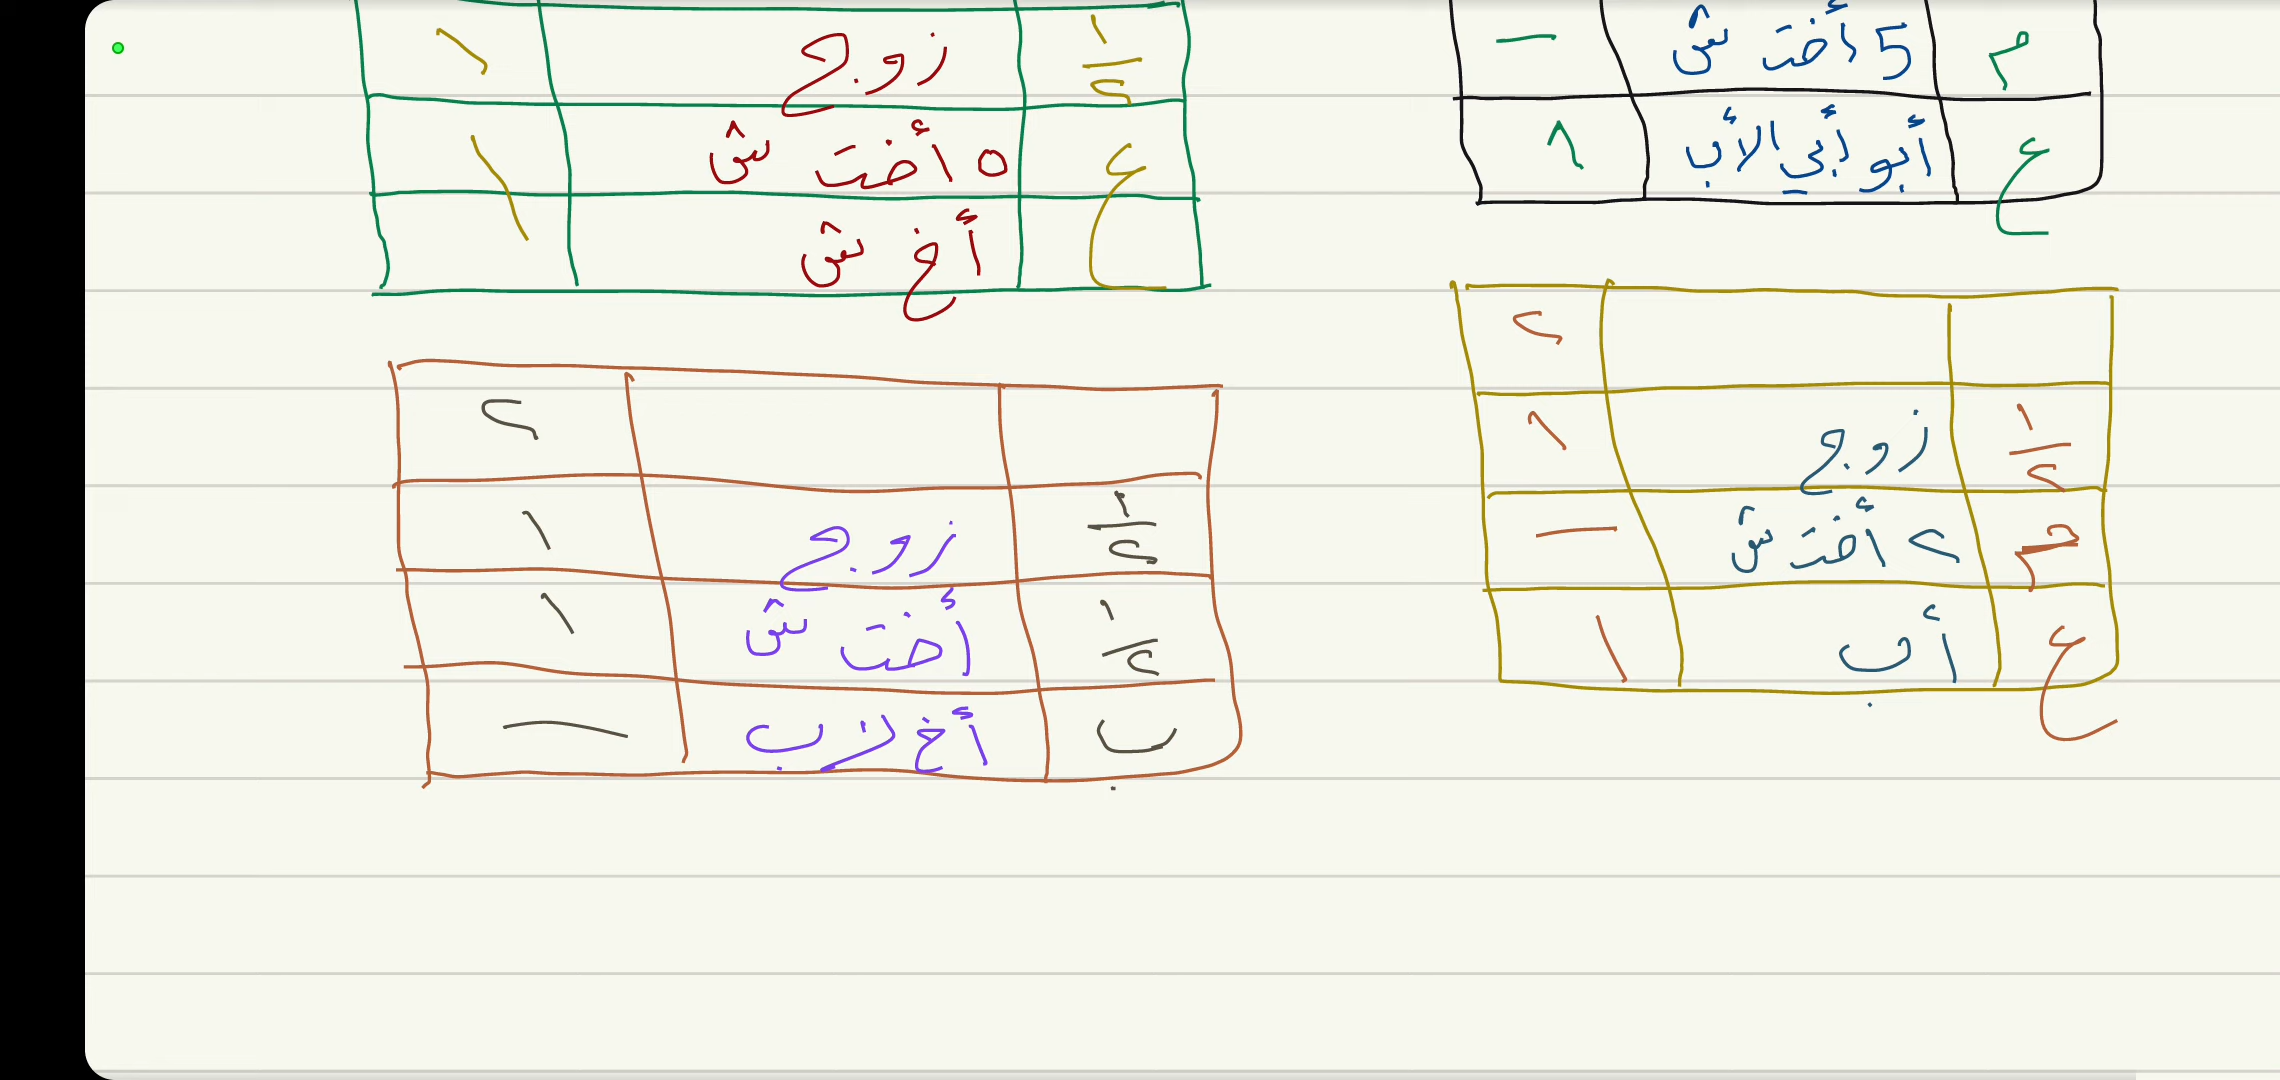 م 5 أخت ش —
ع أبو أبي الأب ١
٢
١/٢ زوج ١
م ٢ أخت ش —
ع أب ١
١/٢ زوج ١
ع ٥ أخت ش ١
أخ ش
٢
١/٢ زوج ١
١/٢ أخت ش ١
ب أخ لأب —